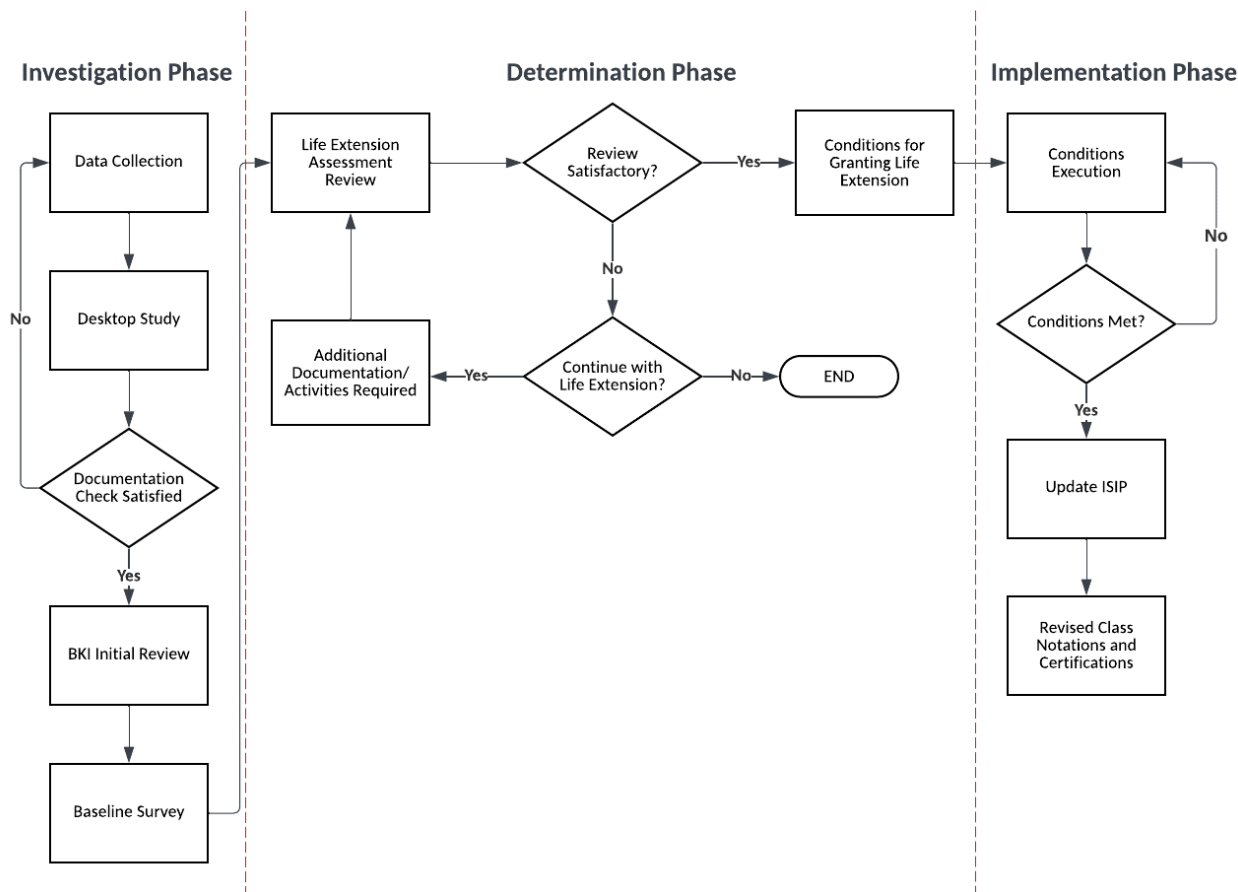 Investigation Phase
Determination Phase
Implementation Phase
Data Collection
Desktop Study
No
Documentation
Check Satisfied
Yes
BKI Initial Review
Baseline Survey
Life Extension
Assessment
Review
Review
Satisfactory?
Yes
Conditions for
Granting Life
Extension
No
Additional
Documentation/
Activities Required
Yes
Continue with
Life Extension?
No
END
Conditions
Execution
No
Conditions Met?
Yes
Update ISIP
Revised Class
Notations and
Certifications